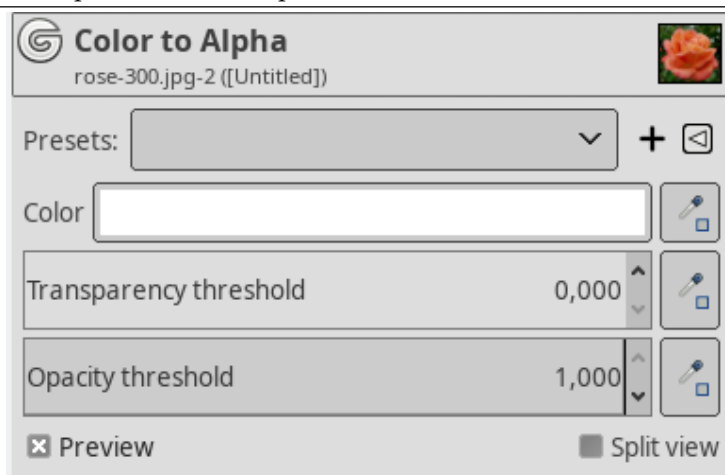 Color to Alpha
rose-300.jpg-2 ([Untitled])
Presets:
Color
Transparency threshold 0,000
Opacity threshold 1,000
Preview Split view